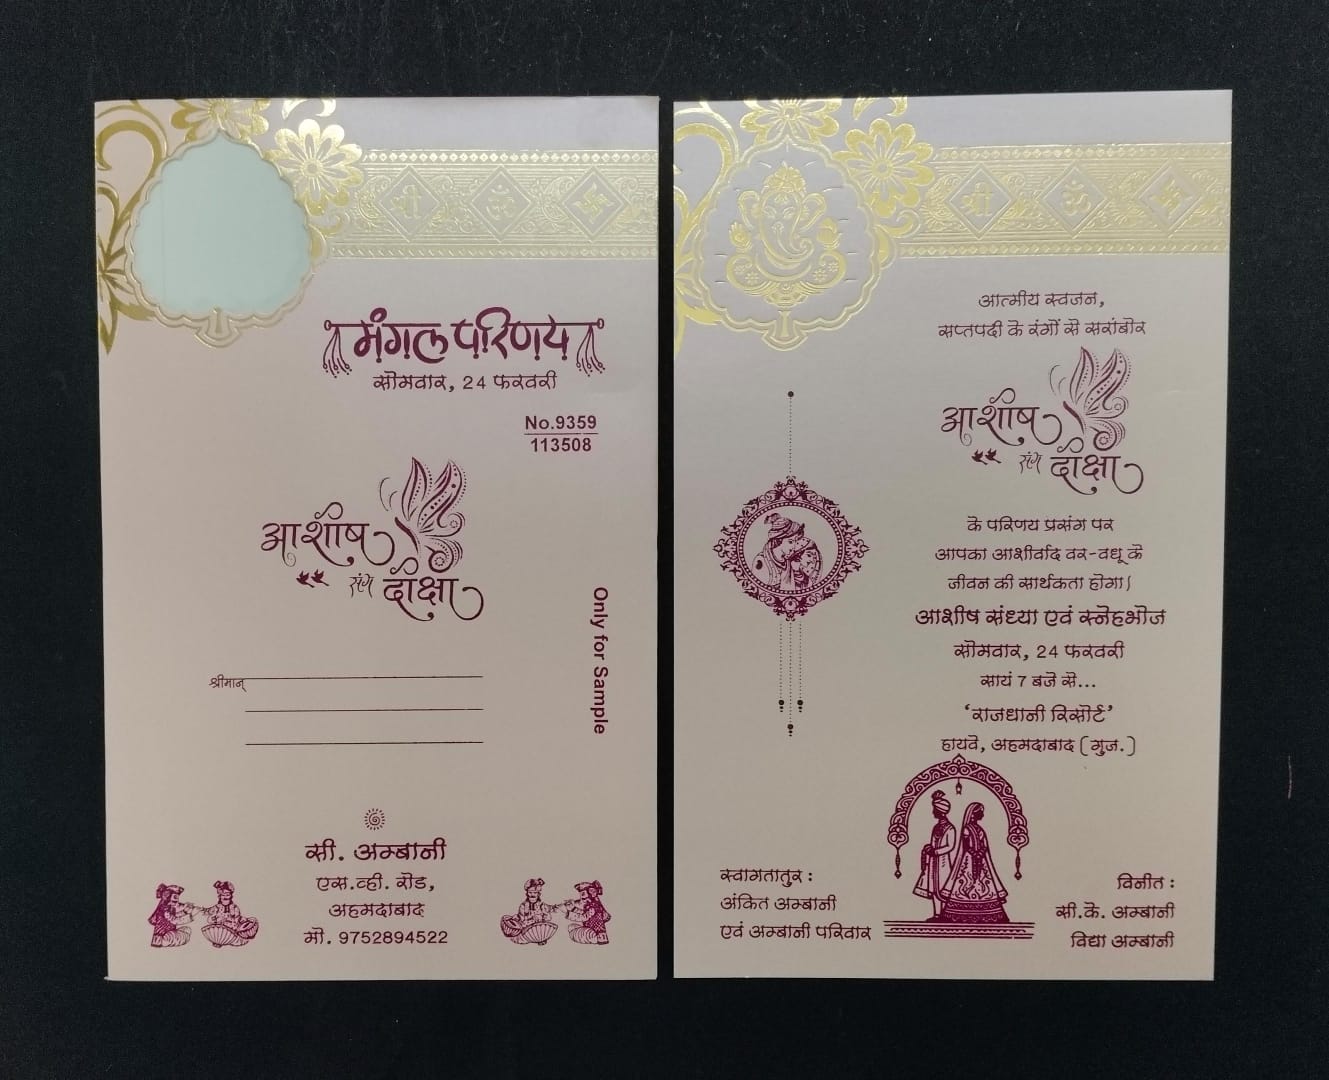 श्री ॐ 卐
मंगल परिणय
सोमवार, 24 फरवरी
No.9359
113508
आशीष
संग दीक्षा
Only for Sample
श्रीमान्
सी. अम्बानी
एस.व्ही. रोड,
अहमदाबाद
मो. 9752894522
श्री ॐ 卐
आत्मीय स्वजन,
सप्तपदी के रंगों से सरांबोर
आशीष
संग दीक्षा
के परिणय प्रसंग पर
आपका आशीर्वाद वर-वधू के
जीवन की सार्थकता होगा।
आशीष संध्या एवं स्नेहभोज
सोमवार, 24 फरवरी
सायं 7 बजे से...
‘राजधानी रिसोर्ट’
हायवे, अहमदाबाद (गुज.)
स्वागतातुर :
अंकित अम्बानी
एवं अम्बानी परिवार
विनीत :
सी.के. अम्बानी
विद्या अम्बानी